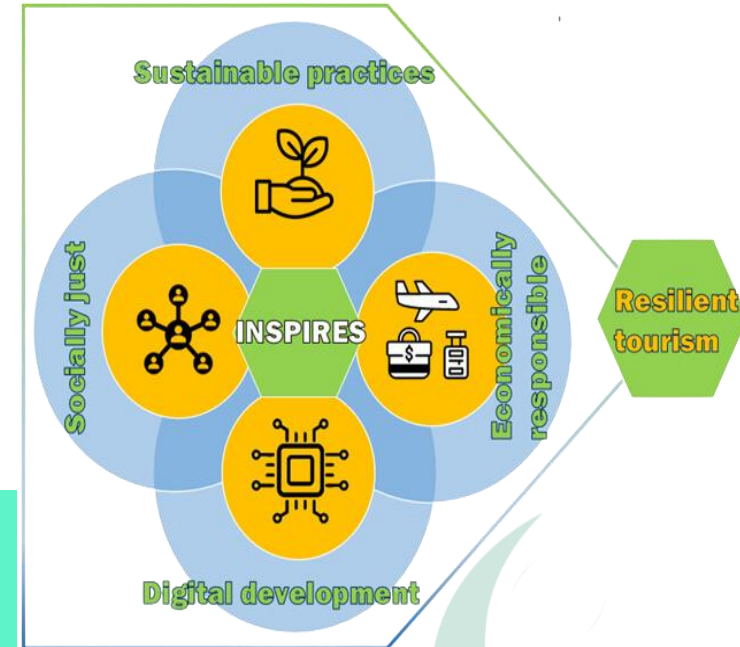 Sustainable practices
Socially just
INSPIRES
$
Economically
responsible
Resilient
tourism
Digital development